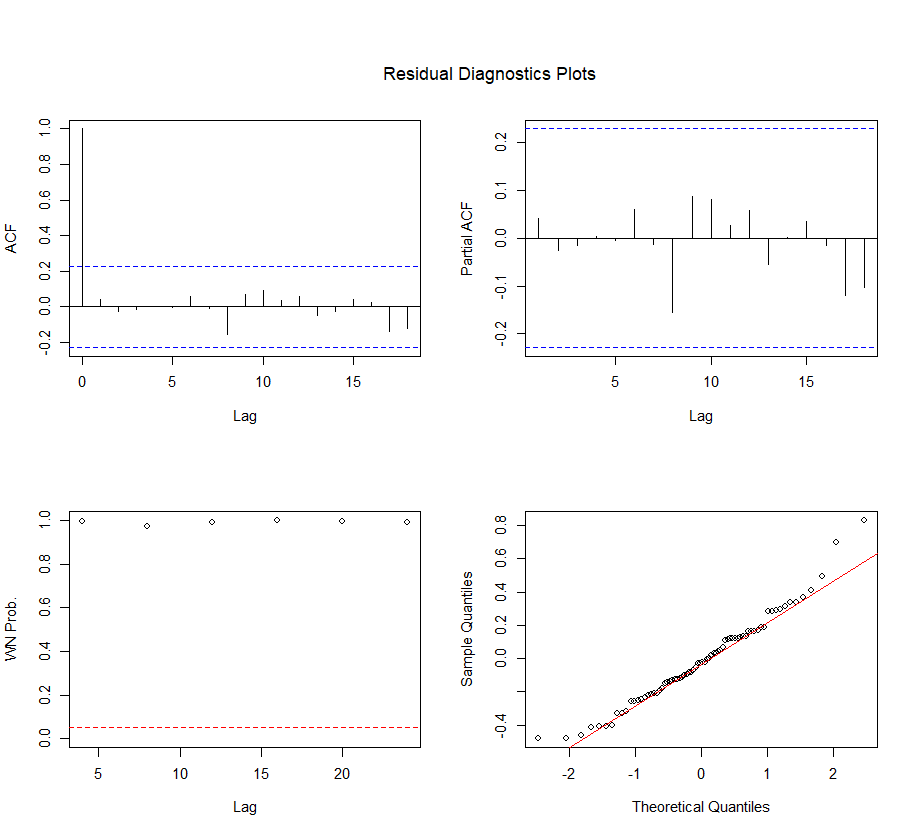 Residual Diagnostics Plots
ACF
-0.2 0.0 0.2 0.4 0.6 0.8 1.0
0 5 10 15
Lag
Partial ACF
-0.2 -0.1 0.0 0.1 0.2
5 10 15
Lag
WN Prob.
0.0 0.2 0.4 0.6 0.8 1.0
5 10 15 20
Lag
Sample Quantiles
-0.4 0.0 0.2 0.4 0.6 0.8
-2 -1 0 1 2
Theoretical Quantiles